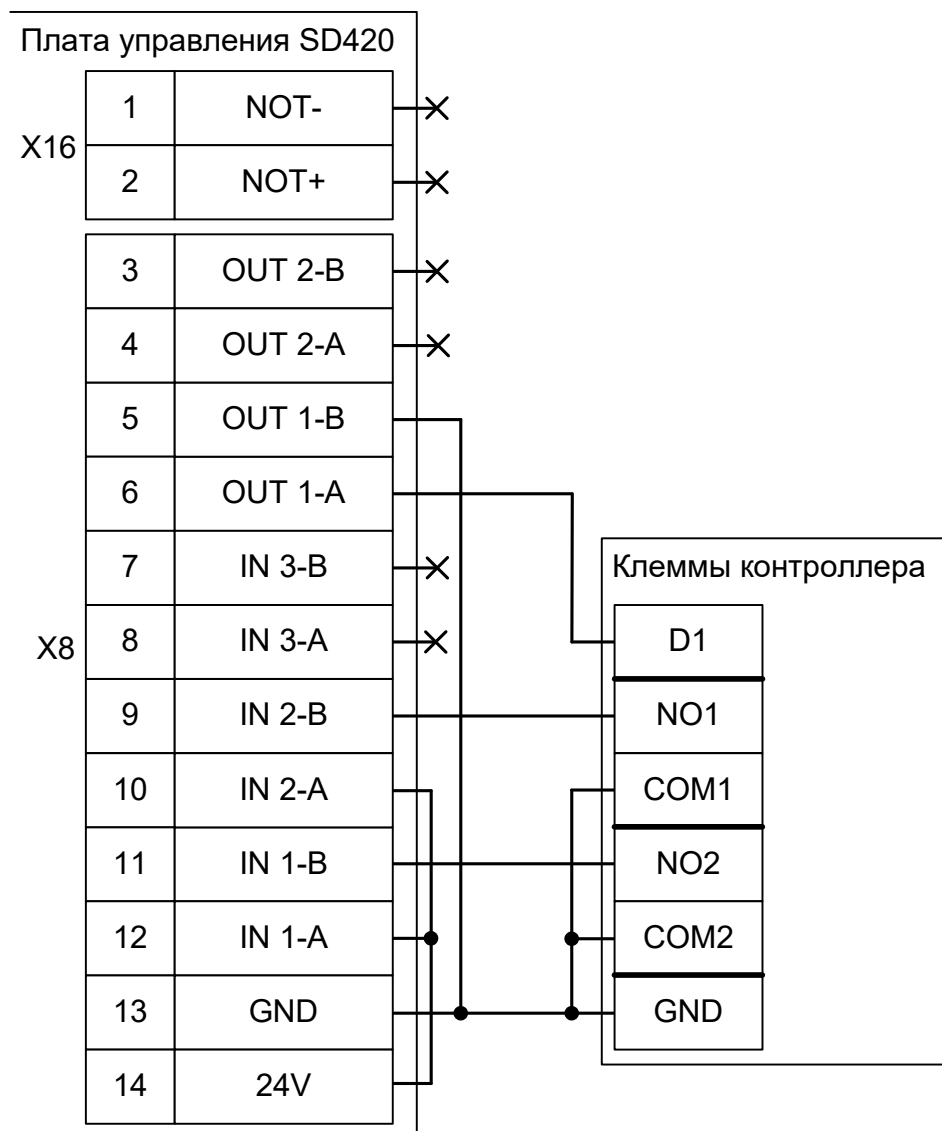 Плата управления SD420
X16
1 NOT-
2 NOT+
3 OUT 2-B
4 OUT 2-A
5 OUT 1-B
6 OUT 1-A
7 IN 3-B
X8
8 IN 3-A
9 IN 2-B
10 IN 2-A
11 IN 1-B
12 IN 1-A
13 GND
14 24V
Клеммы контроллера
D1
NO1
COM1
NO2
COM2
GND